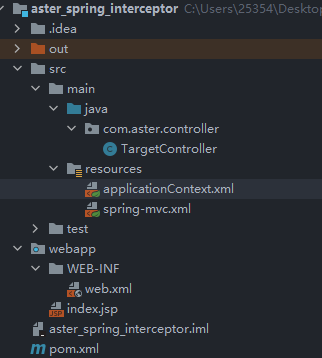 aster_spring_interceptor C:\Users\25354\Desktop
.idea
out
src
main
java
com.aster.controller
TargetController
resources
applicationContext.xml
spring-mvc.xml
test
webapp
WEB-INF
web.xml
index.jsp
aster_spring_interceptor.iml
pom.xml